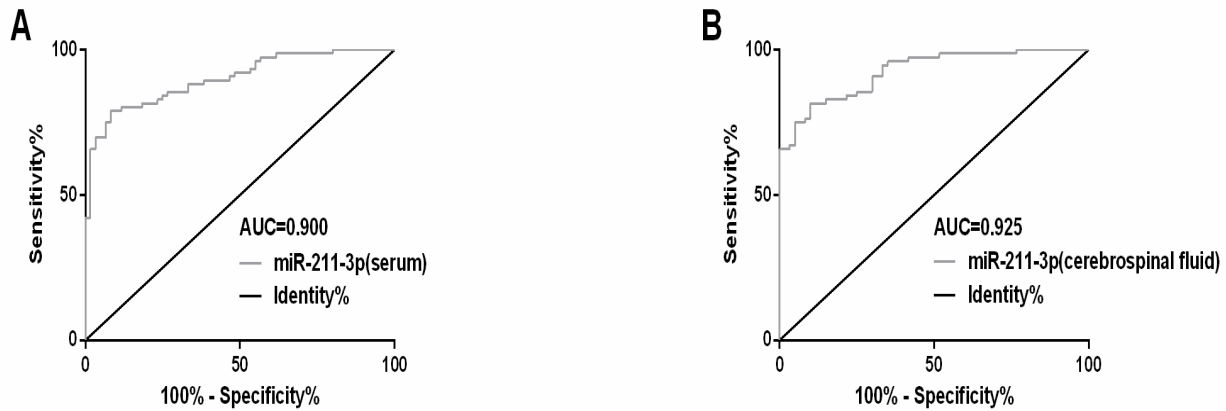 A
100
50
0
Sensitivity%
AUC=0.900
miR-211-3p(serum)
Identity%
0
50
100
100% - Specificity%
B
100
50
0
Sensitivity%
AUC=0.925
miR-211-3p(cerebrospinal fluid)
Identity%
0
50
100
100% - Specificity%